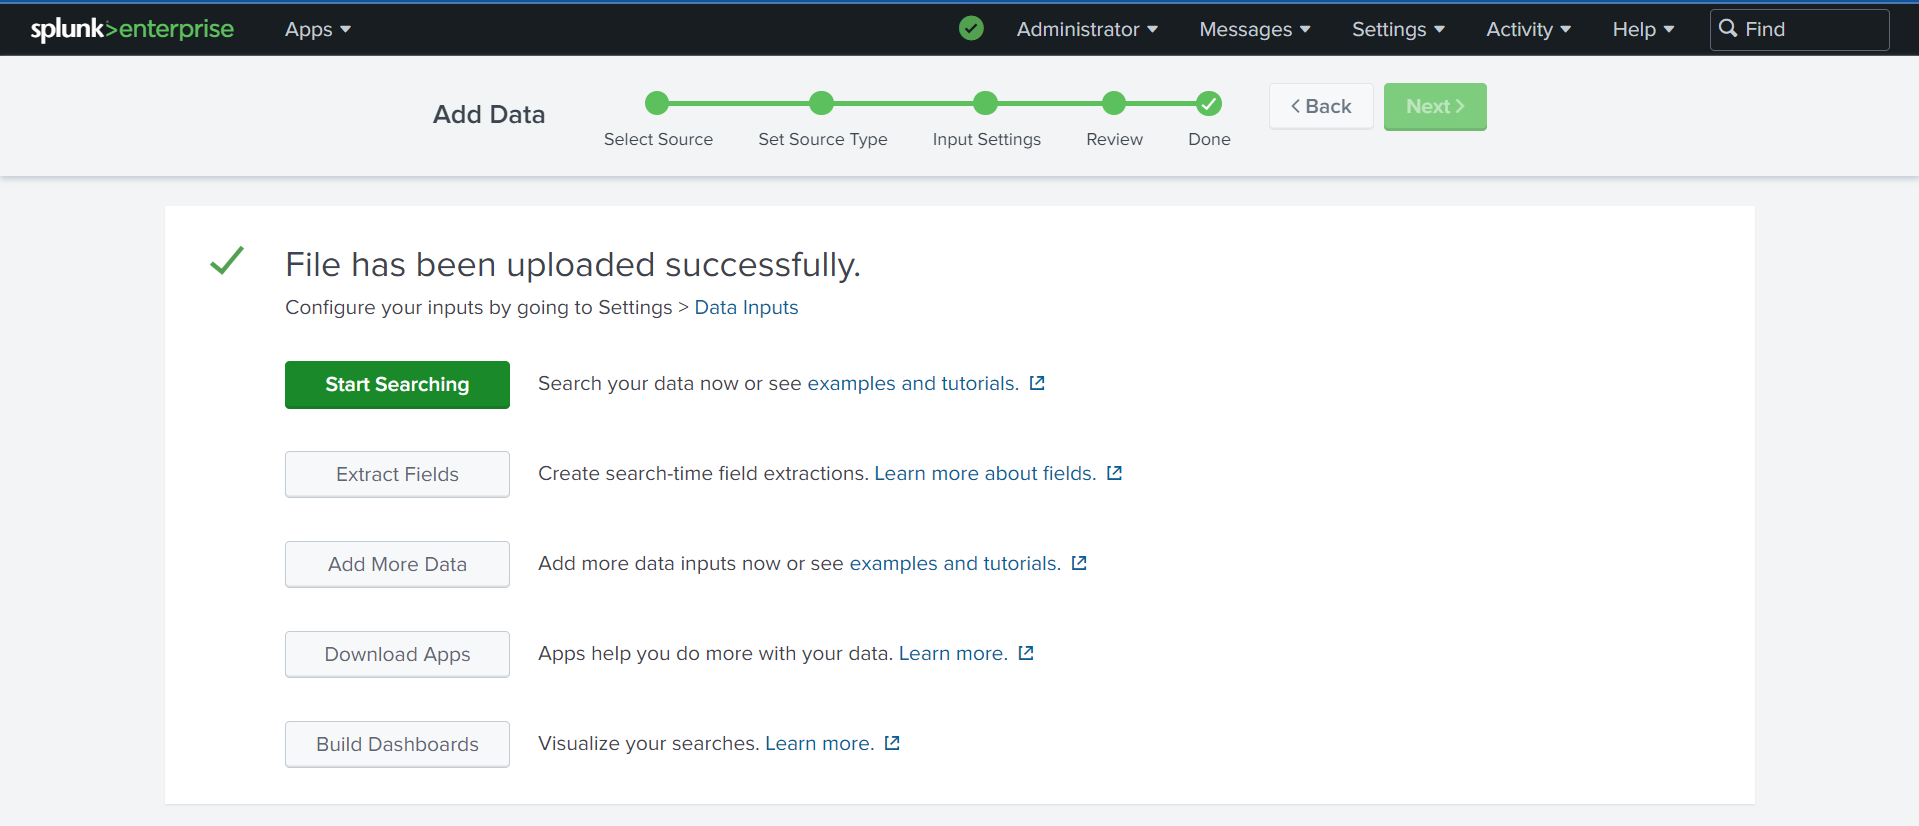 splunk>enterprise Apps Administrator Messages Settings Activity Help Find
Add Data
Select Source Set Source Type Input Settings Review Done
< Back Next >
File has been uploaded successfully.
Configure your inputs by going to Settings > Data Inputs
Start Searching Search your data now or see examples and tutorials.
Extract Fields Create search-time field extractions. Learn more about fields.
Add More Data Add more data inputs now or see examples and tutorials.
Download Apps Apps help you do more with your data. Learn more.
Build Dashboards Visualize your searches. Learn more.